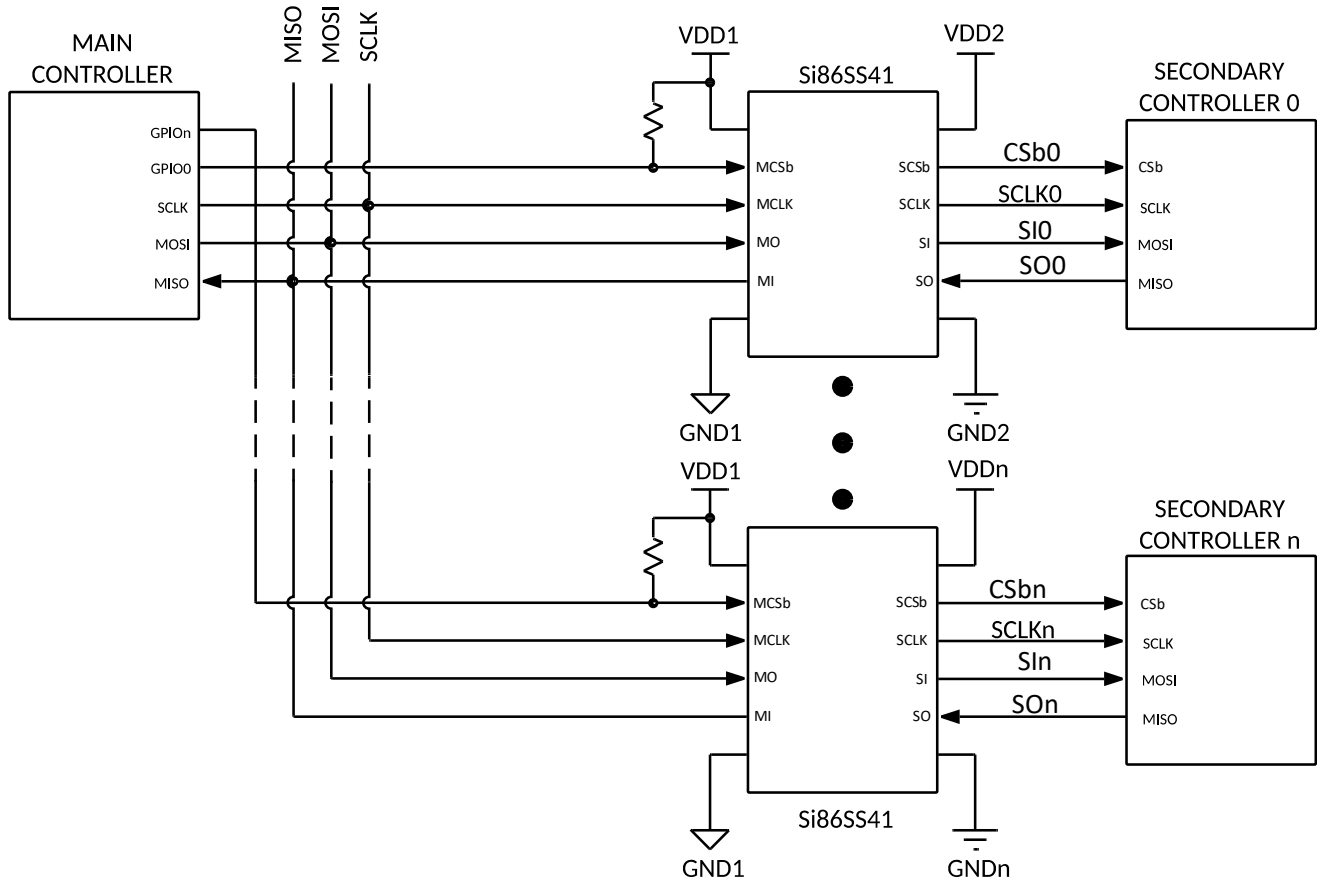 MISO
MOSI
SCLK
MAIN
CONTROLLER
GPIOn
GPIO0
SCLK
MOSI
MISO
VDD1
VDD2
Si86SS41
MCSb
MCLK
MO
MI
SCSb
SCLK
SI
SO
CSb0
SCLK0
SI0
SO0
SECONDARY
CONTROLLER 0
CSb
SCLK
MOSI
MISO
GND1
GND2
VDD1
VDDn
MCSb
MCLK
MO
MI
SCSb
SCLK
SI
SO
CSbn
SCLKn
SIn
SOn
SECONDARY
CONTROLLER n
CSb
SCLK
MOSI
MISO
Si86SS41
GND1
GNDn